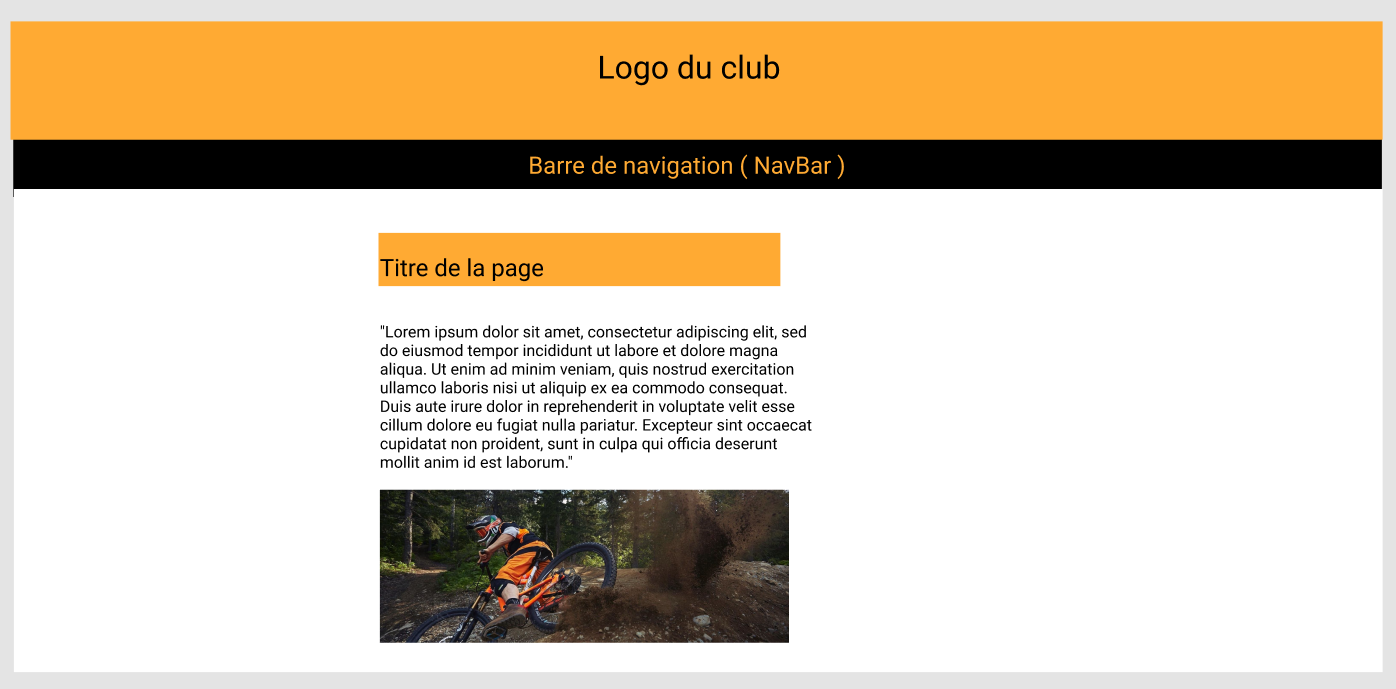 Logo du club
Barre de navigation ( NavBar )
Titre de la page
"Lorem ipsum dolor sit amet, consectetur adipiscing elit, sed
do eiusmod tempor incididunt ut labore et dolore magna
aliqua. Ut enim ad minim veniam, quis nostrud exercitation
ullamco laboris nisi ut aliquip ex ea commodo consequat.
Duis aute irure dolor in reprehenderit in voluptate velit esse
cillum dolore eu fugiat nulla pariatur. Excepteur sint occaecat
cupidatat non proident, sunt in culpa qui officia deserunt
mollit anim id est laborum."